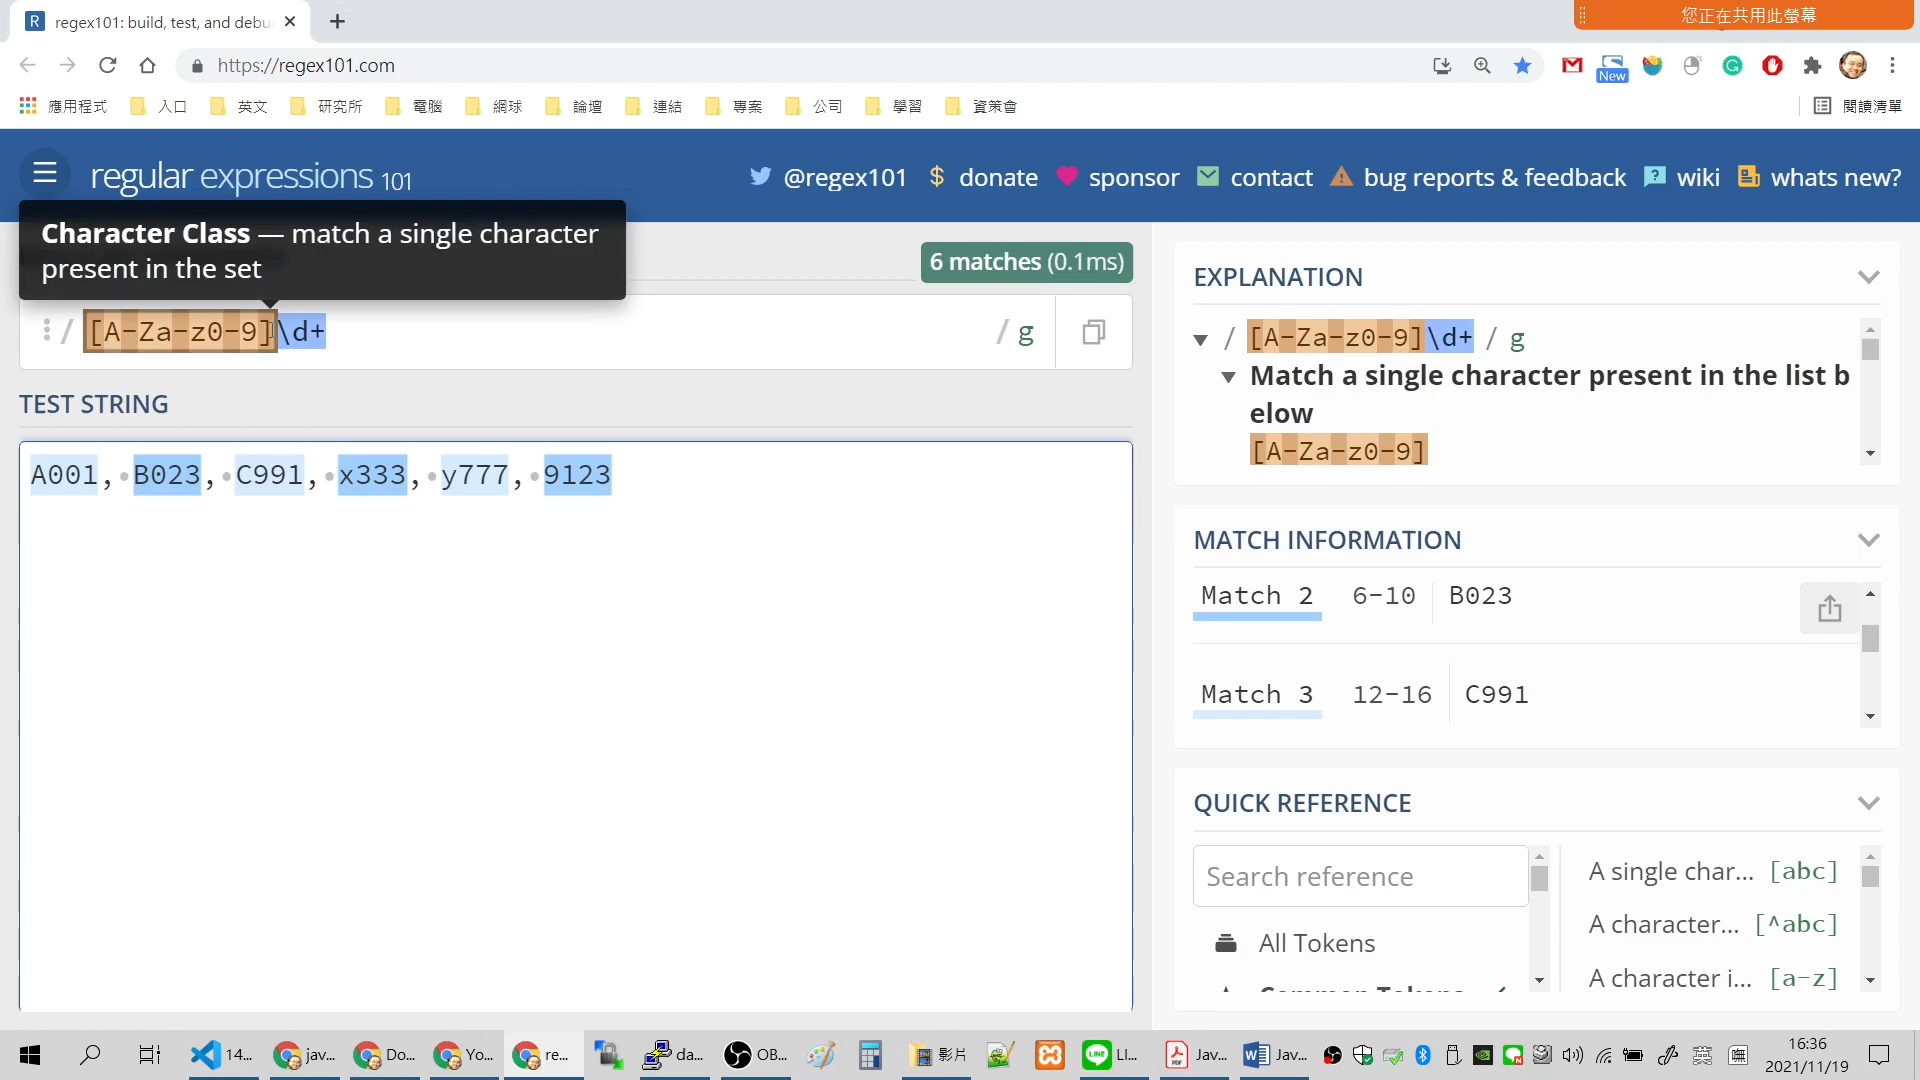 regex101: build, test, and debu
您正在共用此螢幕
https://regex101.com
New
應用程式 入口 英文 研究所 電腦 網球 論壇 連結 專案 公司 學習 資策會 閱讀清單
regular expressions 101
@regex101 donate sponsor contact bug reports & feedback wiki whats new?
Character Class — match a single character
present in the set
6 matches (0.1ms)
/ [A-Za-z0-9]\d+ / g
TEST STRING
A001, B023, C991, x333, y777, 9123
EXPLANATION
/ [A-Za-z0-9]\d+ / g
Match a single character present in the list b
elow
[A-Za-z0-9]
MATCH INFORMATION
Match 2 6-10 B023
Match 3 12-16 C991
QUICK REFERENCE
Search reference
All Tokens
Common Tokens
A single char... [abc]
A character... [^abc]
A character i... [a-z]
14... jav... Do... Yo... re... da... OB... 影片 LI... Jav... Jav... 英
16:36
2021/11/19